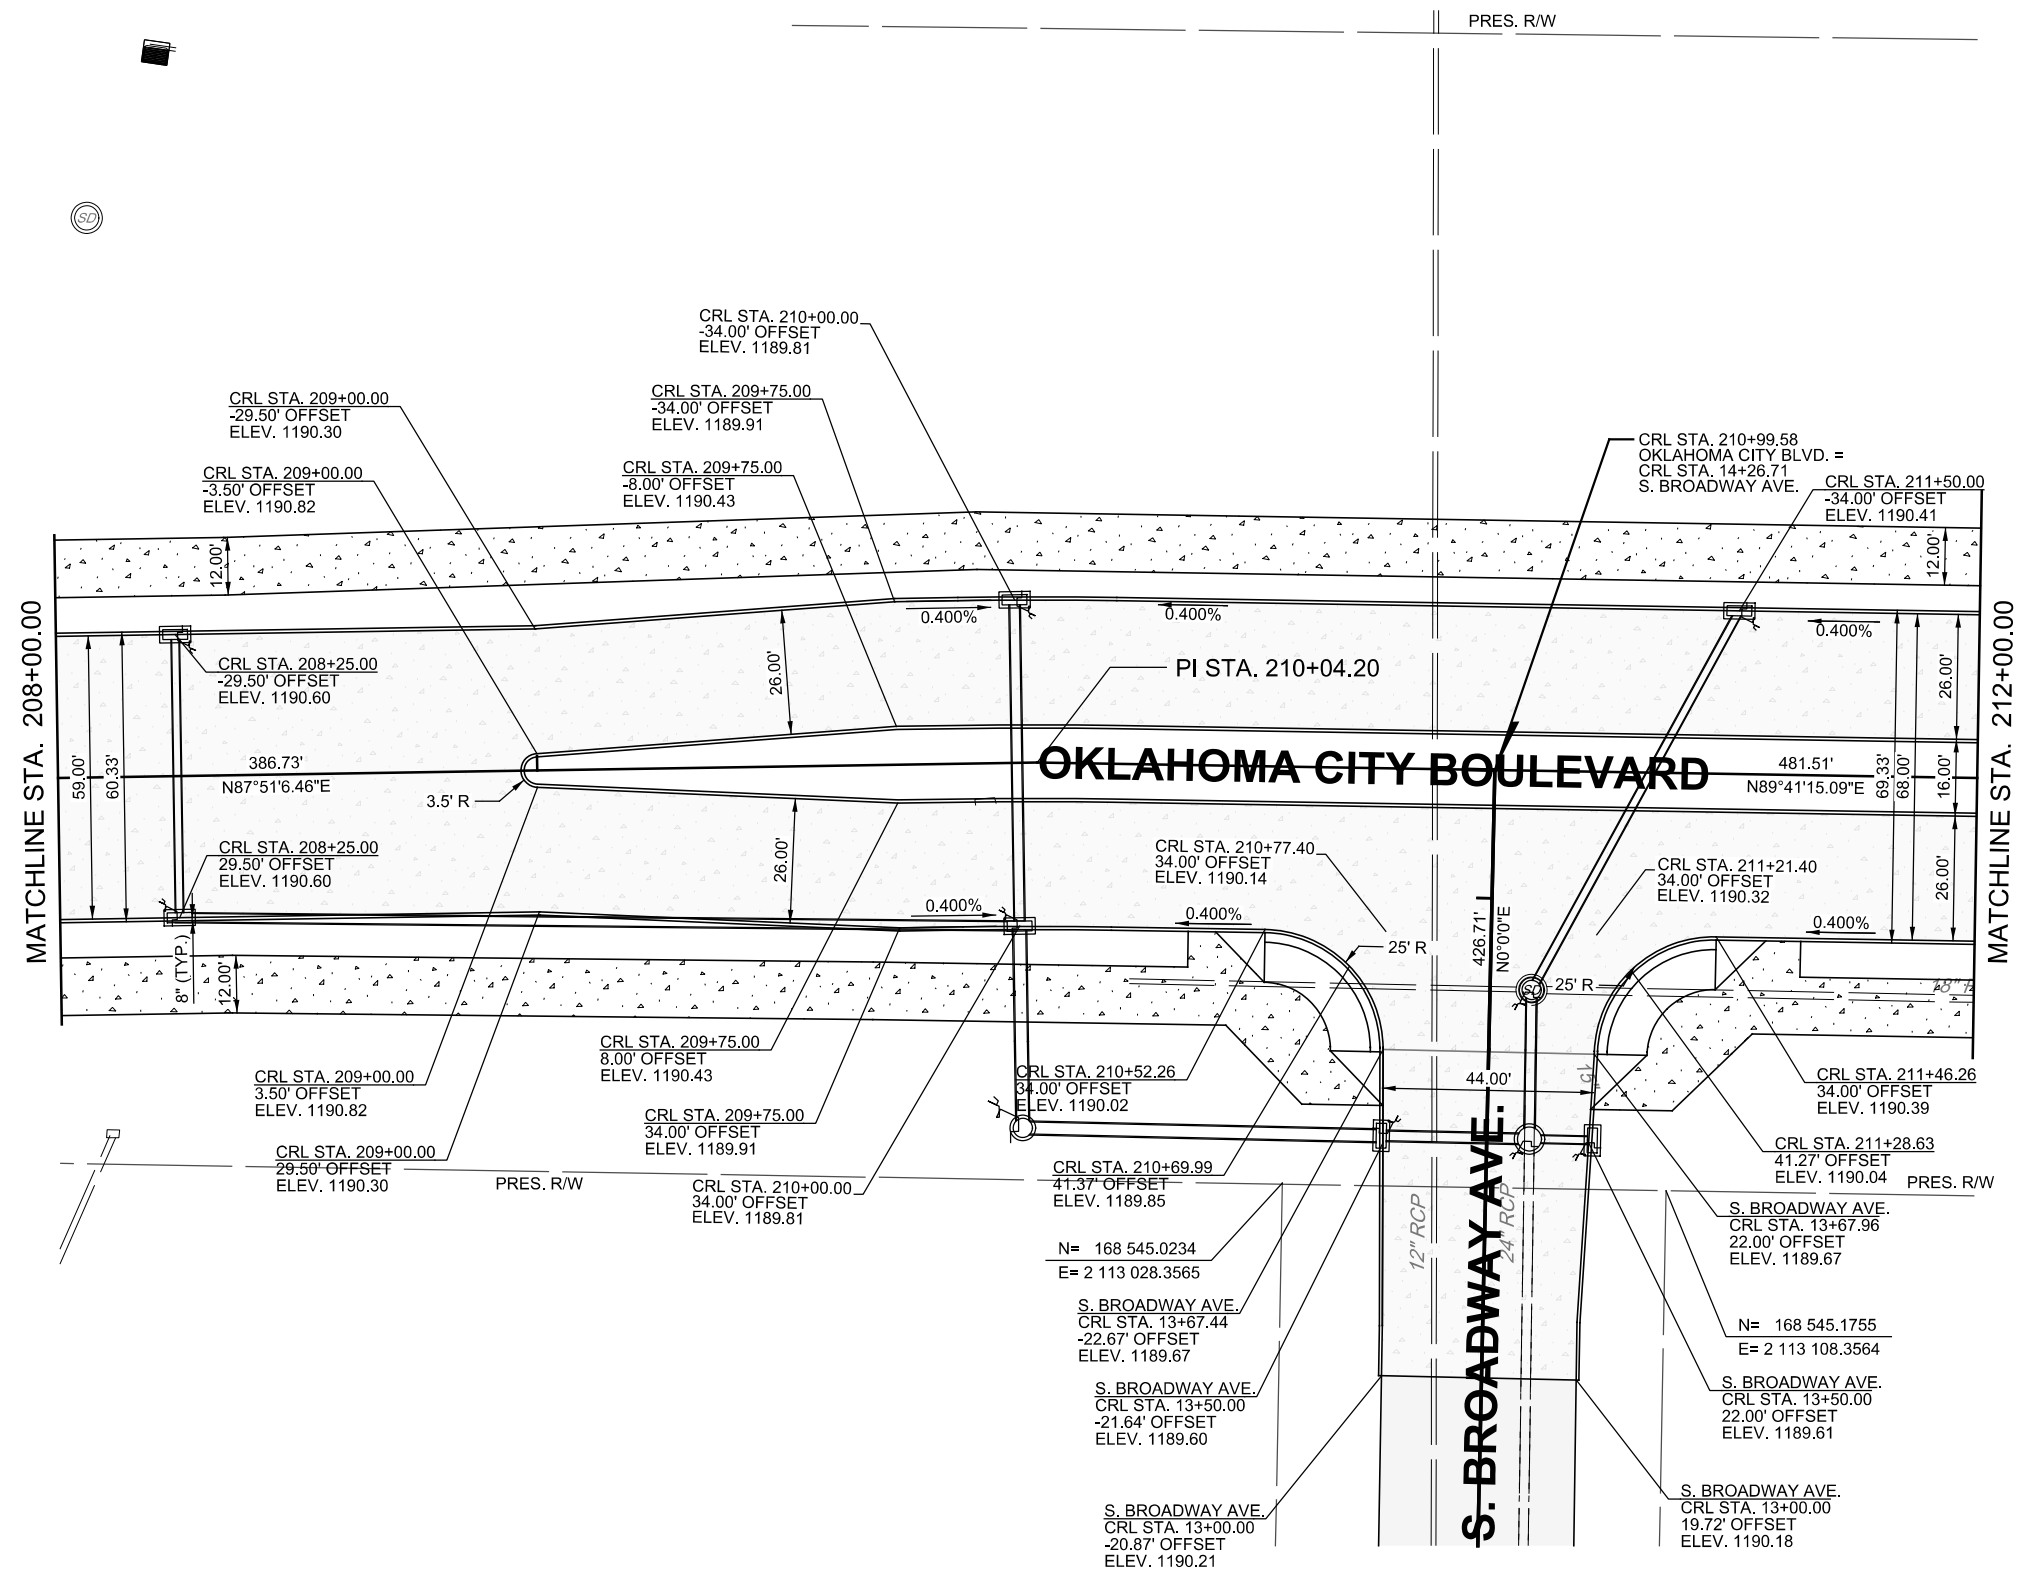 PRES. R/W
SD
CRL STA. 210+00.00
-34.00' OFFSET
ELEV. 1189.81
CRL STA. 209+00.00
-29.50' OFFSET
ELEV. 1190.30
CRL STA. 209+75.00
-34.00' OFFSET
ELEV. 1189.91
CRL STA. 209+00.00
-3.50' OFFSET
ELEV. 1190.82
CRL STA. 209+75.00
-8.00' OFFSET
ELEV. 1190.43
CRL STA. 210+99.58
OKLAHOMA CITY BLVD. =
CRL STA. 14+26.71
S. BROADWAY AVE.
CRL STA. 211+50.00
-34.00' OFFSET
ELEV. 1190.41
12.00'
12.00'
MATCHLINE STA. 208+00.00
MATCHLINE STA. 212+00.00
0.400%
0.400%
0.400%
CRL STA. 208+25.00
-29.50' OFFSET
ELEV. 1190.60
26.00'
PI STA. 210+04.20
26.00'
59.00'
60.33'
386.73'
N87°51'6.46"E
3.5' R
OKLAHOMA CITY BOULEVARD
481.51'
N89°41'15.09"E
69.33'
68.00'
16.00'
CRL STA. 208+25.00
29.50' OFFSET
ELEV. 1190.60
26.00'
CRL STA. 210+77.40
34.00' OFFSET
ELEV. 1190.14
CRL STA. 211+21.40
34.00' OFFSET
ELEV. 1190.32
26.00'
0.400%
0.400%
0.400%
426.71'
N0°0'0"E
25' R
25' R
SD
8" (TYP.)
12.00'
18"
CRL STA. 209+75.00
8.00' OFFSET
ELEV. 1190.43
CRL STA. 209+00.00
3.50' OFFSET
ELEV. 1190.82
CRL STA. 210+52.26
34.00' OFFSET
ELEV. 1190.02
44.00'
15"
CRL STA. 211+46.26
34.00' OFFSET
ELEV. 1190.39
CRL STA. 209+75.00
34.00' OFFSET
ELEV. 1189.91
CRL STA. 209+00.00
29.50' OFFSET
ELEV. 1190.30
PRES. R/W
CRL STA. 210+69.99
41.37' OFFSET
ELEV. 1189.85
CRL STA. 211+28.63
41.27' OFFSET
ELEV. 1190.04
PRES. R/W
CRL STA. 210+00.00
34.00' OFFSET
ELEV. 1189.81
12" RCP
24" RCP
S. BROADWAY AVE.
S. BROADWAY AVE.
CRL STA. 13+67.96
22.00' OFFSET
ELEV. 1189.67
N= 168 545.0234
E= 2 113 028.3565
S. BROADWAY AVE.
CRL STA. 13+67.44
-22.67' OFFSET
ELEV. 1189.67
N= 168 545.1755
E= 2 113 108.3564
S. BROADWAY AVE.
CRL STA. 13+50.00
-21.64' OFFSET
ELEV. 1189.60
S. BROADWAY AVE.
CRL STA. 13+50.00
22.00' OFFSET
ELEV. 1189.61
S. BROADWAY AVE.
CRL STA. 13+00.00
-20.87' OFFSET
ELEV. 1190.21
S. BROADWAY AVE.
CRL STA. 13+00.00
19.72' OFFSET
ELEV. 1190.18